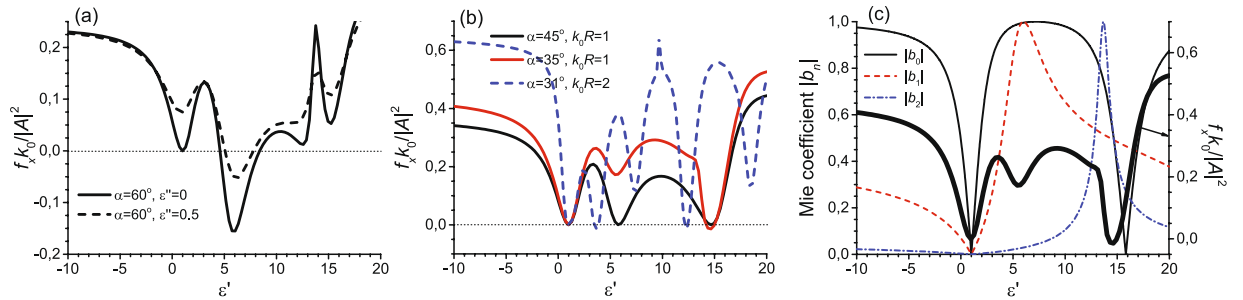 (a)
f_x k_0/|A|^2
0,2
0,1
0,0
-0,1
-0,2
α=60°, ε''=0
α=60°, ε''=0.5
-10 -5 0 5 10 15 20
ε'
(b)
f_x k_0/|A|^2
0,6
0,4
0,2
0,0
α=45°, k_0R=1
α=35°, k_0R=1
α=31°, k_0R=2
-10 -5 0 5 10 15 20
ε'
(c)
Mie coefficient |b_n|
1,0
0,8
0,6
0,4
0,2
0,0
|b_0|
|b_1|
|b_2|
-10 -5 0 5 10 15 20
ε'
0,6
0,4
0,2
0,0
f_x k_0/|A|^2